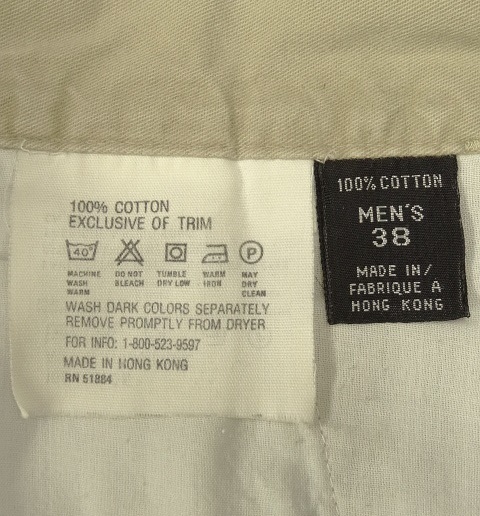 100% COTTON
EXCLUSIVE OF TRIM
40°
P
MACHINE WASH WARM
DO NOT BLEACH
TUMBLE DRY LOW
WARM IRON
MAY DRY CLEAN
WASH DARK COLORS SEPARATELY
REMOVE PROMPTLY FROM DRYER
FOR INFO: 1-800-523-9597
MADE IN HONG KONG
RN 51884
100% COTTON
MEN'S
38
MADE IN/
FABRIQUE A
HONG KONG